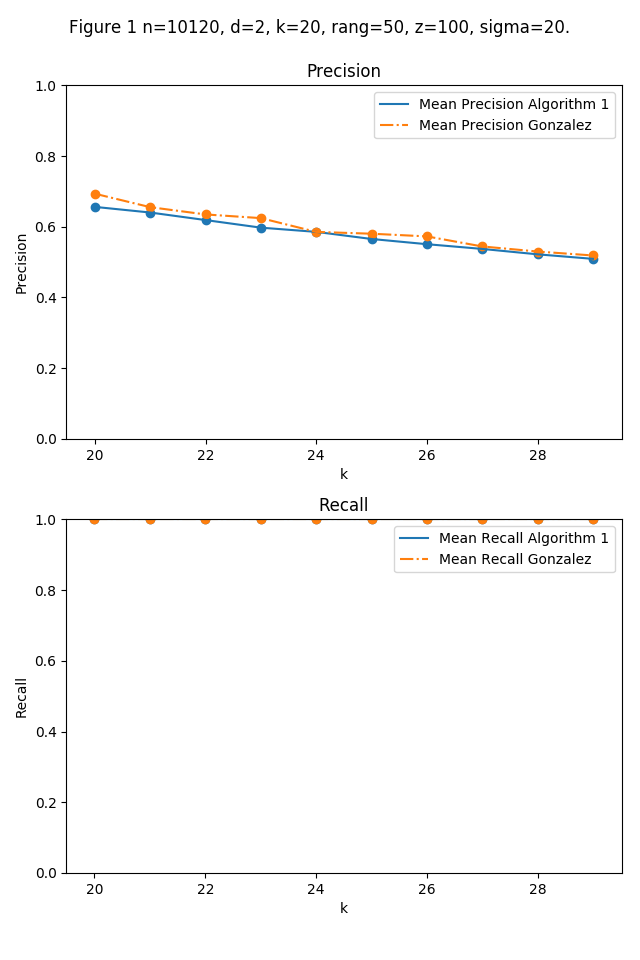 Figure 1 n=10120, d=2, k=20, rang=50, z=100, sigma=20.
Precision
1.0
Mean Precision Algorithm 1
Mean Precision Gonzalez
0.8
0.6
Precision
0.4
0.2
0.0
20 22 24 26 28
k
Recall
1.0
Mean Recall Algorithm 1
Mean Recall Gonzalez
0.8
0.6
Recall
0.4
0.2
0.0
20 22 24 26 28
k